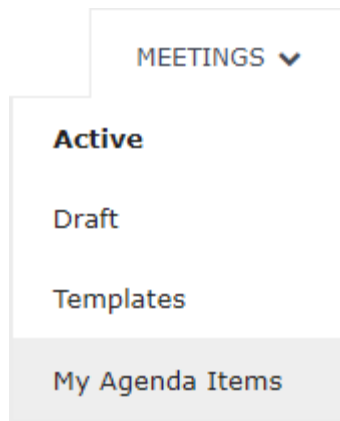 MEETINGS
Active
Draft
Templates
My Agenda Items